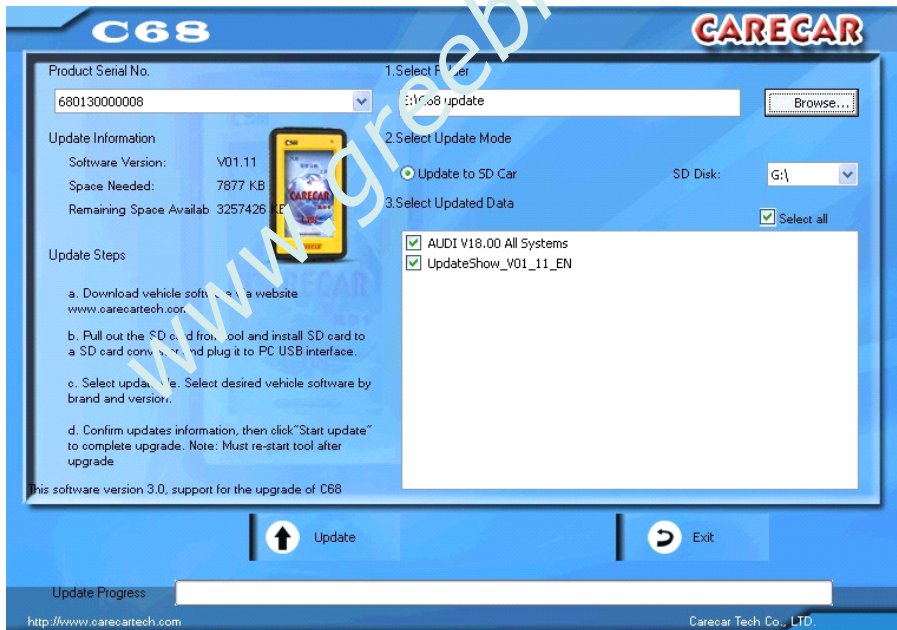 C68
CARECAR
Product Serial No.
680130000008
Update Information
Software Version: V01.11
Space Needed: 7877 KB
Remaining Space Availab 3257426 KB
CARECAR
Update Steps
a. Download vehicle software via website
www.carecartech.com
b. Pull out the SD card from tool and install SD card to
a SD card and plug it to PC USB interface.
c. Select Select desired vehicle software by
brand and version.
d. Confirm updates information, then click"Start update"
to complete upgrade. Note: Must re-start tool after
upgrade
This software version 3.0, support for the upgrade of C68
1.Select Folder
E:\C68 update
Browse...
2.Select Update Mode
Update to SD Car
SD Disk: G:\
3.Select Updated Data
Select all
AUDI V18.00 All Systems
UpdateShow_V01_11_EN
Update
Exit
Update Progress
http://www.carecartech.com
Carecar Tech Co., LTD.